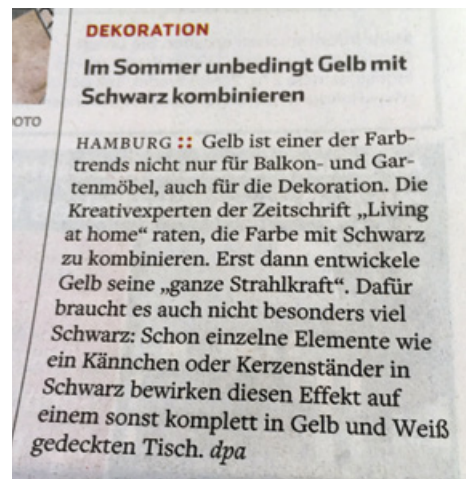 DEKORATION
Im Sommer unbedingt Gelb mit
Schwarz kombinieren
OTO
HAMBURG :: Gelb ist einer der Farb-
trends nicht nur für Balkon- und Gar-
tenmöbel, auch für die Dekoration. Die
Kreativexperten der Zeitschrift „Living
at home“ raten, die Farbe mit Schwarz
zu kombinieren. Erst dann entwickele
Gelb seine „ganze Strahlkraft“. Dafür
braucht es auch nicht besonders viel
Schwarz: Schon einzelne Elemente wie
ein Kännchen oder Kerzenständer in
Schwarz bewirken diesen Effekt auf
einem sonst komplett in Gelb und Weiß
gedeckten Tisch. dpa